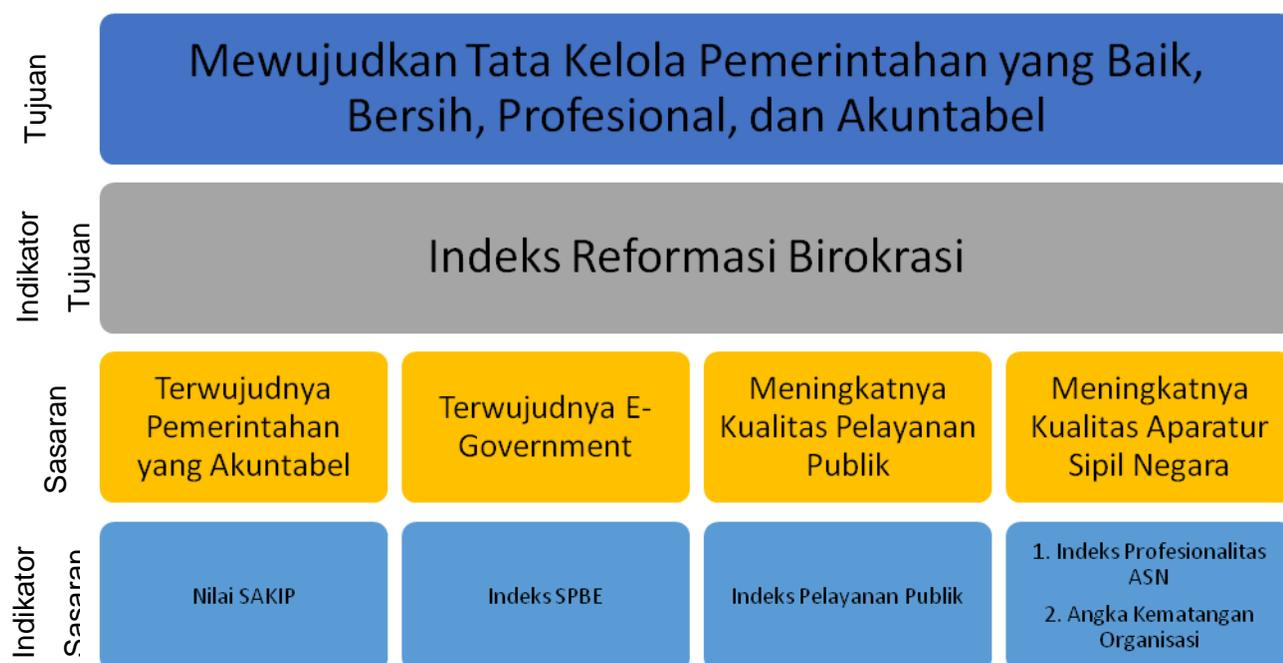 Tujuan
Mewujudkan Tata Kelola Pemerintahan yang Baik,
Bersih, Profesional, dan Akuntabel
Indikator
Tujuan
Indeks Reformasi Birokrasi
Sasaran
Terwujudnya
Pemerintahan
yang Akuntabel
Terwujudnya E-
Government
Meningkatnya
Kualitas Pelayanan
Publik
Meningkatnya
Kualitas Aparatur
Sipil Negara
Indikator
Sasaran
Nilai SAKIP
Indeks SPBE
Indeks Pelayanan Publik
1. Indeks Profesionalitas
ASN
2. Angka Kematangan
Organisasi